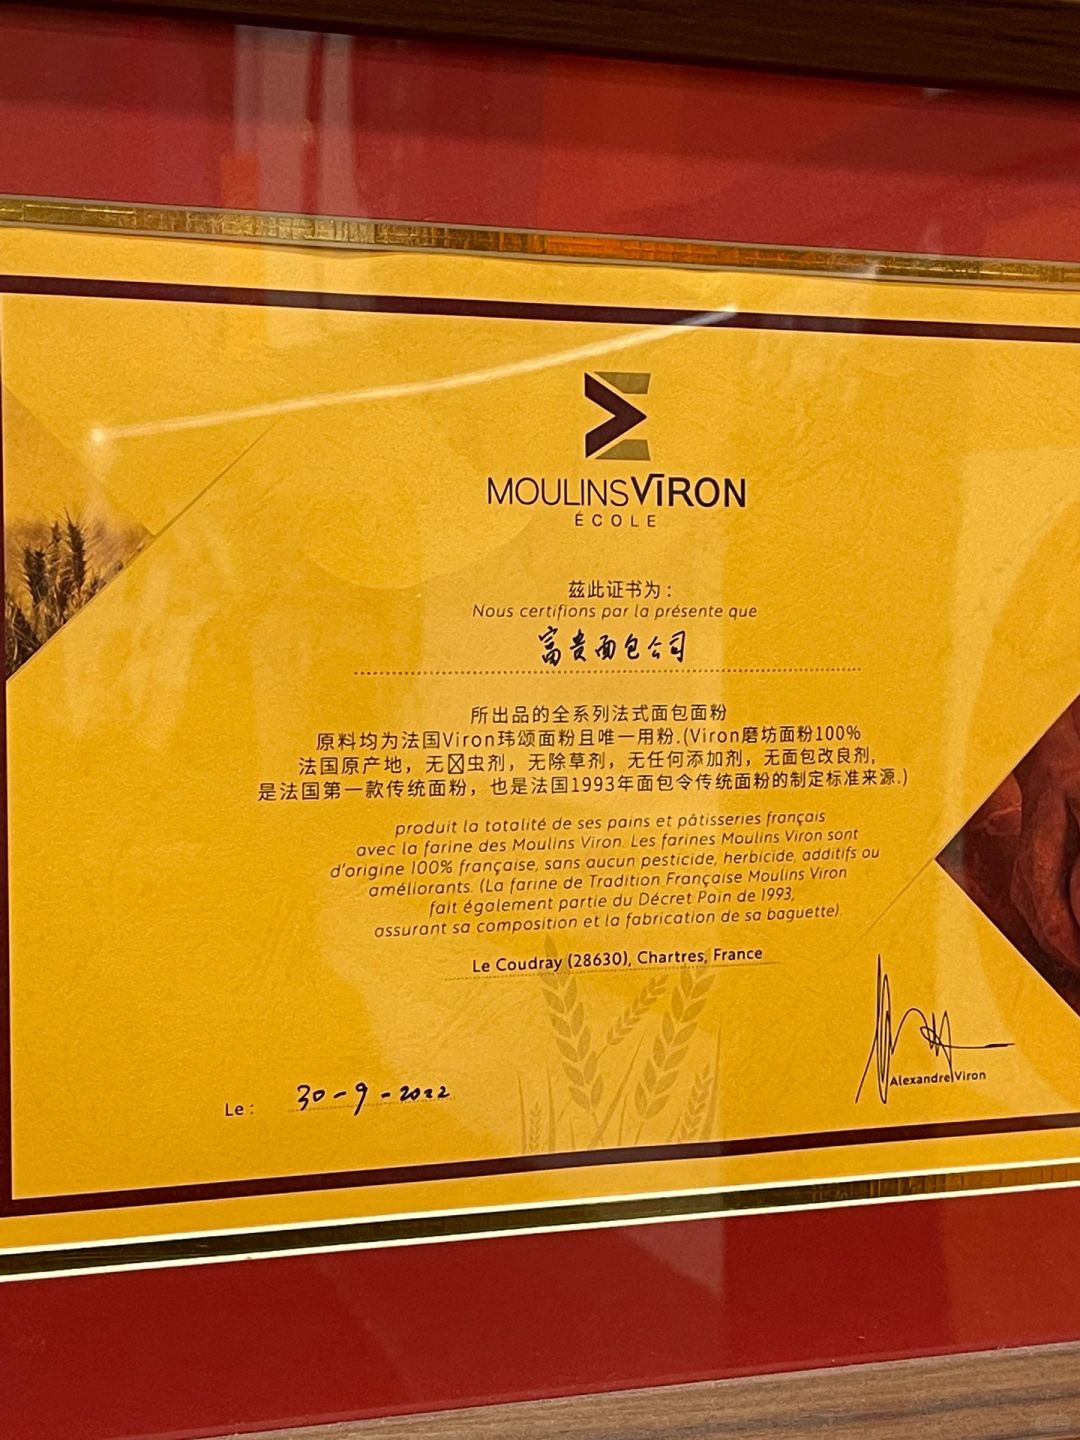 MOULINS VIRON
ÉCOLE
兹此证书为：
Nous certifions par la présente que
富贵面包公司
所出品的全系列法式面包面粉
原料均为法国Viron玮颂面粉且唯一用粉.(Viron磨坊面粉100%
法国原产地，无☒虫剂，无除草剂，无任何添加剂，无面包改良剂,
是法国第一款传统面粉，也是法国1993年面包令传统面粉的制定标准来源.)
produit la totalité de ses pains et pâtisseries français
avec la farine des Moulins Viron. Les farines Moulins Viron sont
d'origine 100% française, sans aucun pesticide, herbicide, additifs ou
améliorants. (La farine de Tradition Française Moulins Viron
fait également partie du Décret Pain de 1993,
assurant sa composition et la fabrication de sa baguette).
Le Coudray (28630), Chartres, France
Alexandre Viron
Le : 30-9-2022